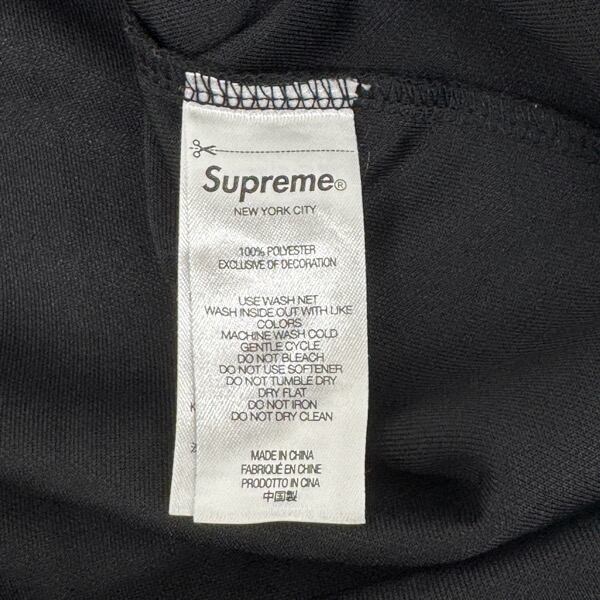 Supreme®
NEW YORK CITY
100% POLYESTER
EXCLUSIVE OF DECORATION
USE WASH NET
WASH INSIDE OUT WITH LIKE
COLORS
MACHINE WASH COLD
GENTLE CYCLE
DO NOT BLEACH
DO NOT USE SOFTENER
DO NOT TUMBLE DRY
DRY FLAT
DO NOT IRON
DO NOT DRY CLEAN
MADE IN CHINA
FABRIQUÉ EN CHINE
PRODOTTO IN CINA
中国製